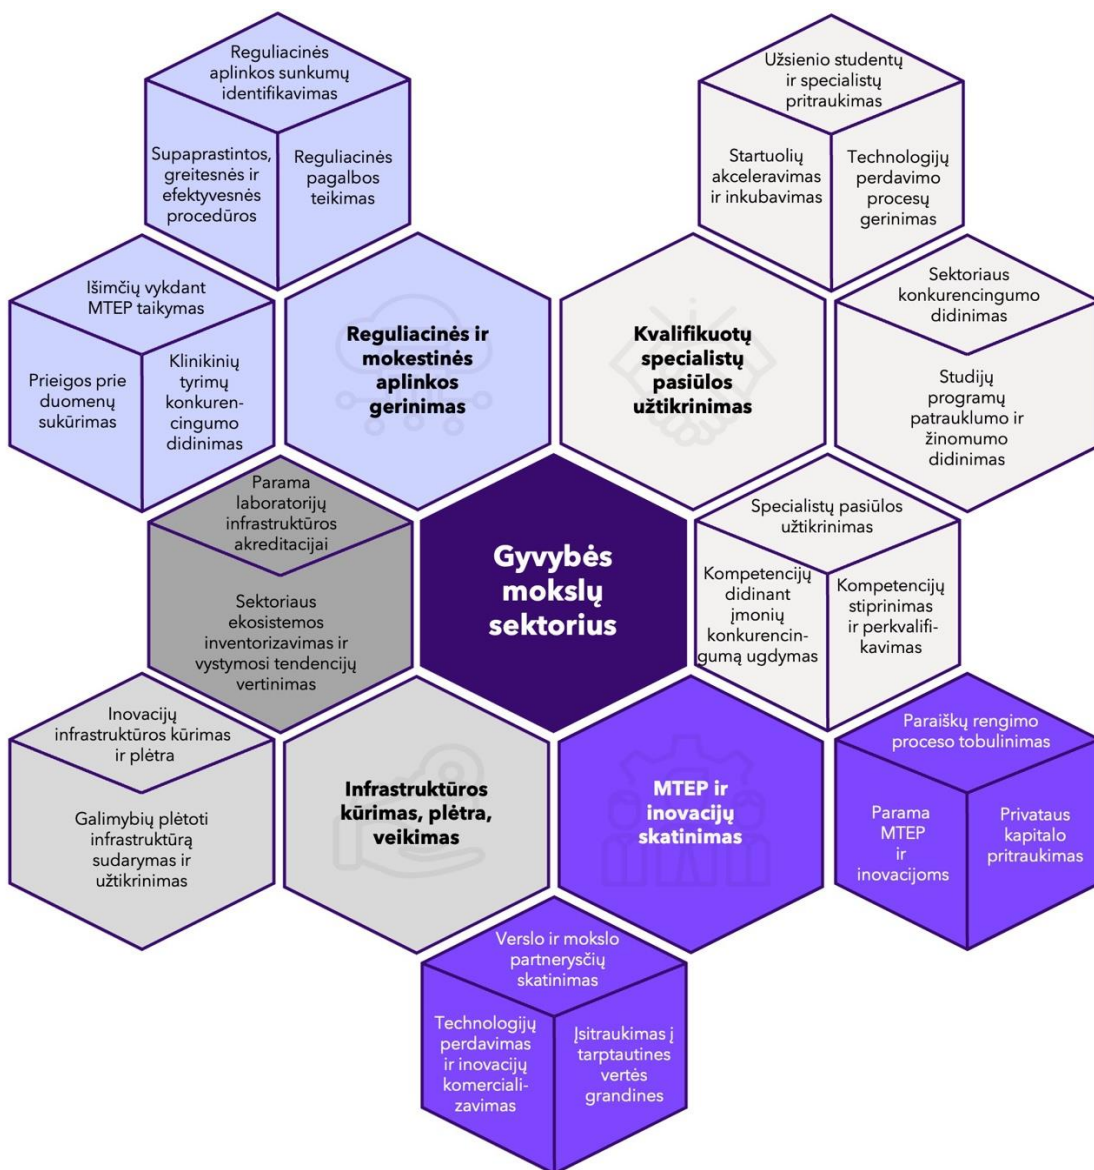 Reguliacinės
aplinkos sunkumų
identifikavimas
Supaprastintos,
greitesnės ir
efektyvesnės
procedūros
Reguliacinės
pagalbos
teikimas
Užsienio studentų
ir specialistų
pritraukimas
Startuolių
akceleravimas
ir inkubavimas
Technologijų
perdavimo
procesų
gerinimas
Išimčių vykdant
MTEP taikymas
Prieigos prie
duomenų
sukūrimas
Klinikinių
tyrimų
konkuren-
cingumo
didinimas
Reguliacinės ir
mokestinės
aplinkos
gerinimas
Kvalifikuotų
specialistų
pasiūlos
užtikrinimas
Sektoriaus
konkurencingumo
didinimas
Studijų
programų
patrauklumo ir
žinomumo
didinimas
Parama
laboratorijų
infrastruktūros
akreditacijai
Sektoriaus
ekosistemos
inventorizavimas ir
vystymosi tendencijų
vertinimas
Gyvybės
mokslų
sektorius
Specialistų pasiūlos
užtikrinimas
Kompetencijų
didinant
įmonių
konkurencin-
gumą ugdymas
Kompetencijų
stiprinimas
ir perkvalifi-
kavimas
Inovacijų
infrastruktūros kūrimas
ir plėtra
Galimybių plėtoti
infrastruktūrą
sudarymas ir
užtikrinimas
Infrastruktūros
kūrimas, plėtra,
veikimas
MTEP ir
inovacijų
skatinimas
Paraiškų rengimo
proceso tobulinimas
Parama
MTEP
ir
inovacijoms
Privataus
kapitalo
pritraukimas
Verslo ir mokslo
partnerysčių
skatinimas
Technologijų
perdavimas
ir inovacijų
komerciali-
zavimas
Įsitraukimas į
tarptautines
vertės
grandines